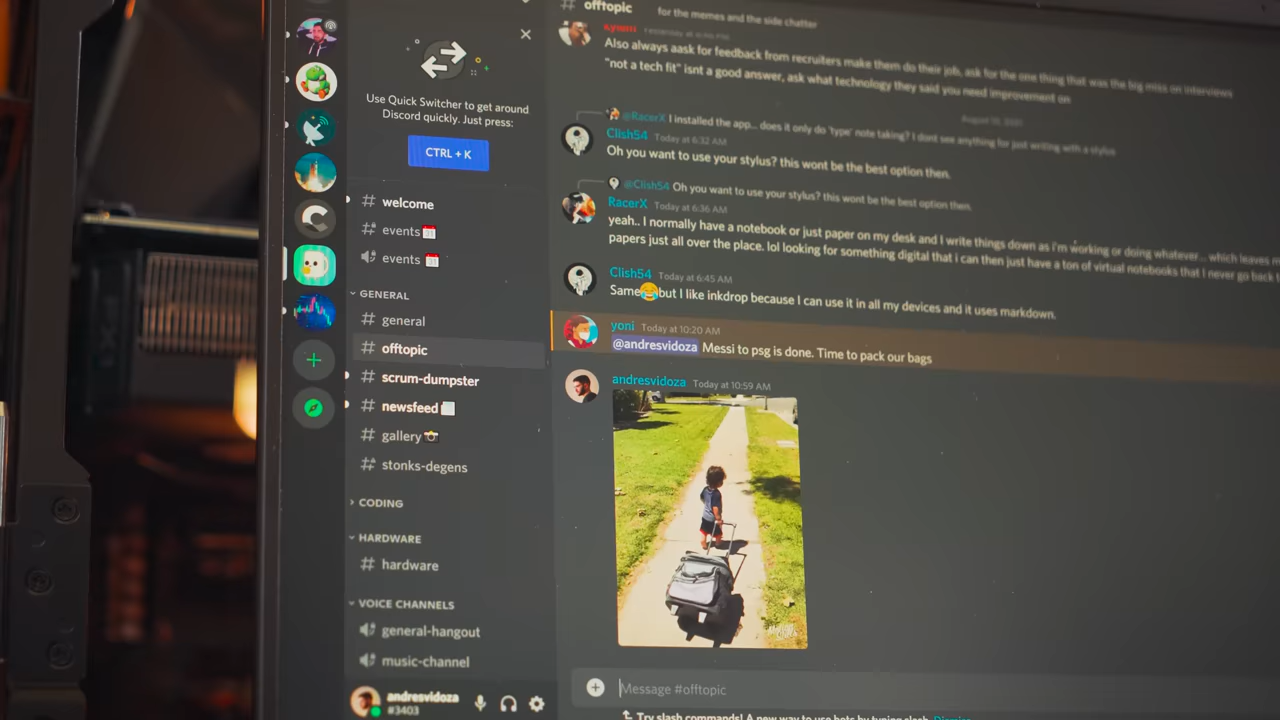 Use Quick Switcher to get around
Discord quickly. Just press:
CTRL + K
# welcome
# events
events
GENERAL
# general
# offtopic
# scrum-dumpster
# newsfeed
# gallery
# stonks-degens
CODING
HARDWARE
# hardware
VOICE CHANNELS
general-hangout
music-channel
andresvidoza
#3403
# offtopic for the memes and the side chatter
Also always aask for feedback from recruiters make them do their job, ask for the one thing that was the big miss on interviews
"not a tech fit" isnt a good answer, ask what technology they said you need improvement on
@RacerX I installed the app... does it only do 'type' note taking? I dont see anything for just writing with a stylus
Clish54 Today at 6:32 AM
Oh you want to use your stylus? this wont be the best option then.
@Clish54 Oh you want to use your stylus? this wont be the best option then.
RacerX Today at 6:36 AM
yeah.. I normally have a notebook or just paper on my desk and I write things down as i'm working or doing whatever... which leaves
papers just all over the place. lol looking for something digital that i can then just have a ton of virtual notebooks that I never go back
Clish54 Today at 6:45 AM
Same😂but I like inkdrop because I can use it in all my devices and it uses markdown.
yoni Today at 10:20 AM
@andresvidoza Messi to psg is done. Time to pack our bags
andresvidoza Today at 10:59 AM
Message #offtopic
Try slash commands! A new way to use bots by typing slash. Dismiss